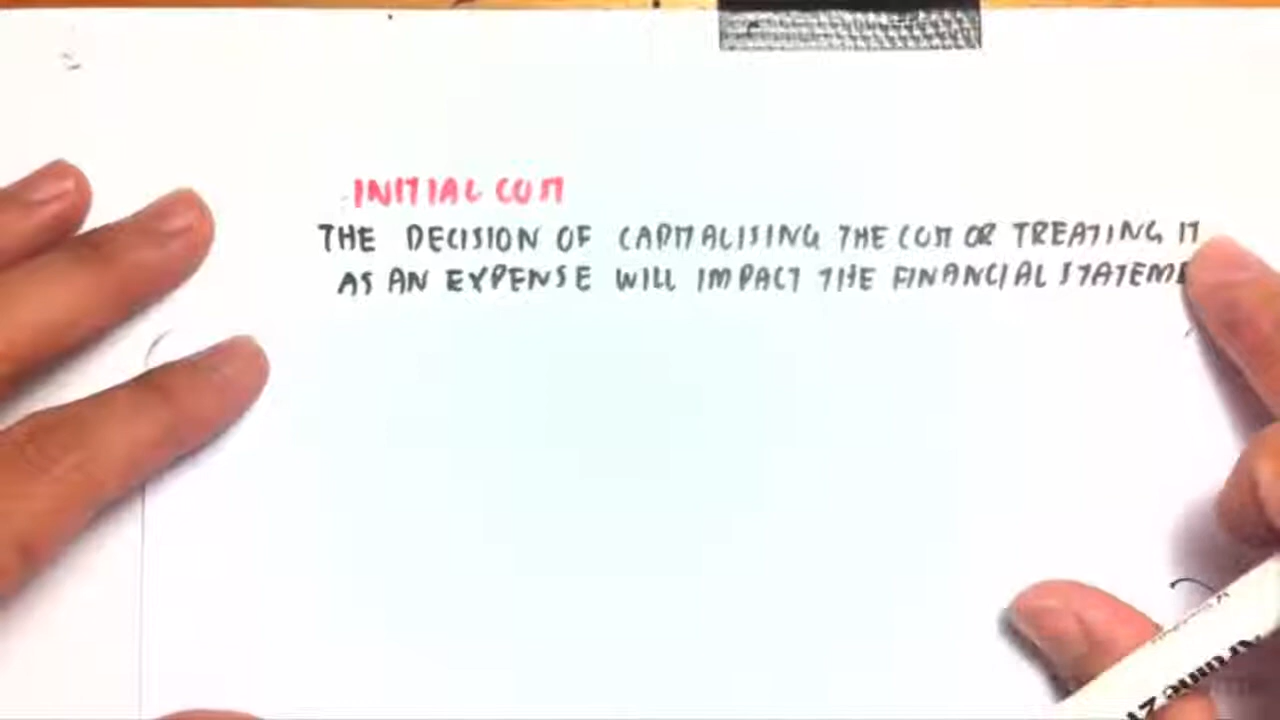 INITIAL COST
THE DECISION OF CAPITALISING THE COST OR TREATING IT
AS AN EXPENSE WILL IMPACT THE FINANCIAL STATEME